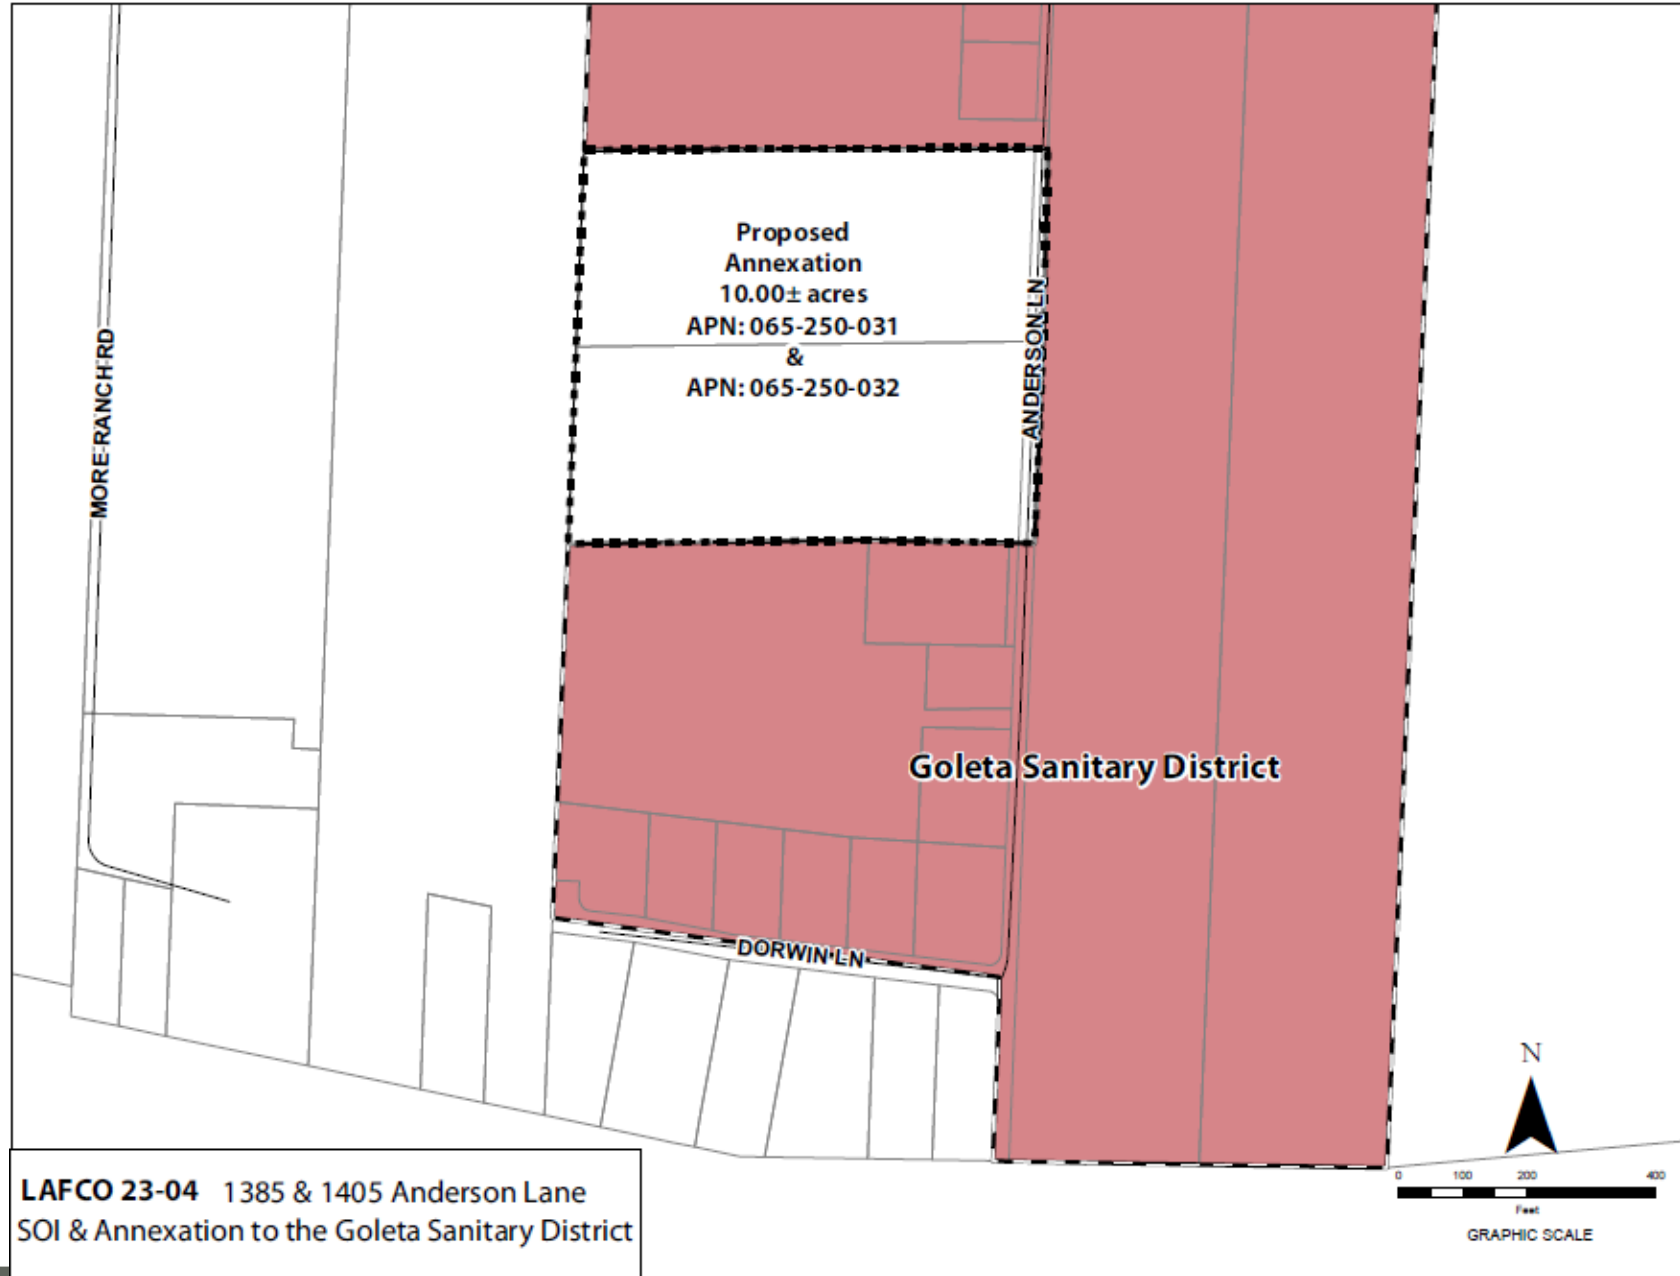 Proposed
Annexation
10.00± acres
APN: 065-250-031
&
APN: 065-250-032
MORE RANCH RD
ANDERSON LN
Goleta Sanitary District
DORWIN LN
N
0 100 200 400
Feet
GRAPHIC SCALE
LAFCO 23-04 1385 & 1405 Anderson Lane
SOI & Annexation to the Goleta Sanitary District